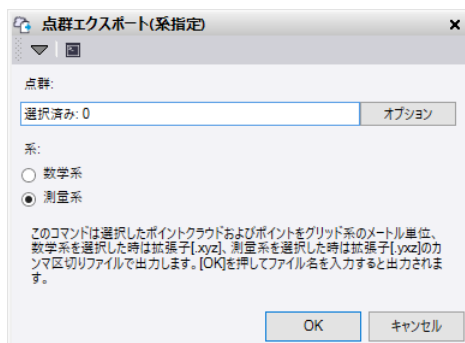 点群エクスポート(系指定)
点群:
選択済み: 0
オプション
系:
数学系
測量系
このコマンドは選択したポイントクラウドおよびポイントをグリッド系のメートル単位、
数学系を選択した時は拡張子[.xyz]、測量系を選択した時は拡張子[.yxz]のカ
ンマ区切りファイルで出力します。[OK]を押してファイル名を入力すると出力されま
す。
OK
キャンセル